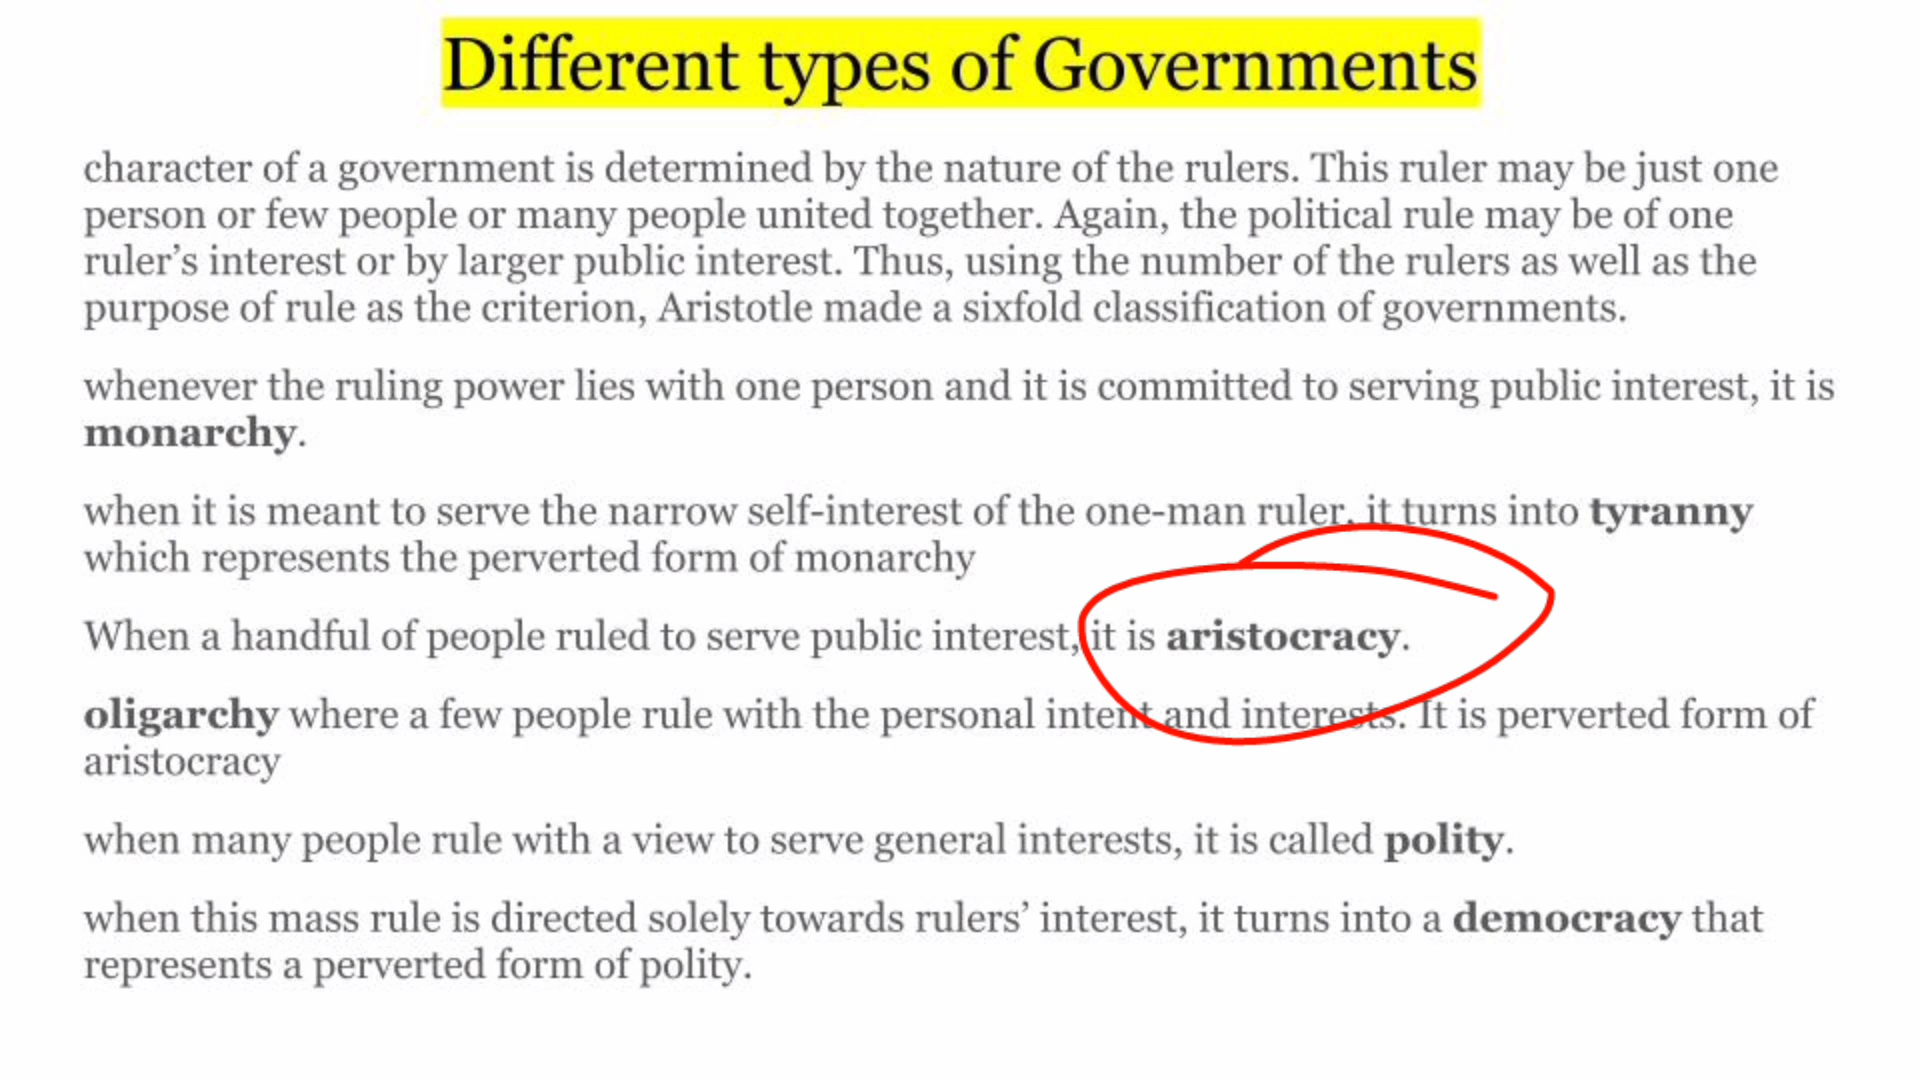 Different types of Governments
character of a government is determined by the nature of the rulers. This ruler may be just one
person or few people or many people united together. Again, the political rule may be of one
ruler’s interest or by larger public interest. Thus, using the number of the rulers as well as the
purpose of rule as the criterion, Aristotle made a sixfold classification of governments.
whenever the ruling power lies with one person and it is committed to serving public interest, it is
monarchy.
when it is meant to serve the narrow self-interest of the one-man ruler, it turns into tyranny
which represents the perverted form of monarchy
When a handful of people ruled to serve public interest, it is aristocracy.
oligarchy where a few people rule with the personal intent and interests. It is perverted form of
aristocracy
when many people rule with a view to serve general interests, it is called polity.
when this mass rule is directed solely towards rulers’ interest, it turns into a democracy that
represents a perverted form of polity.